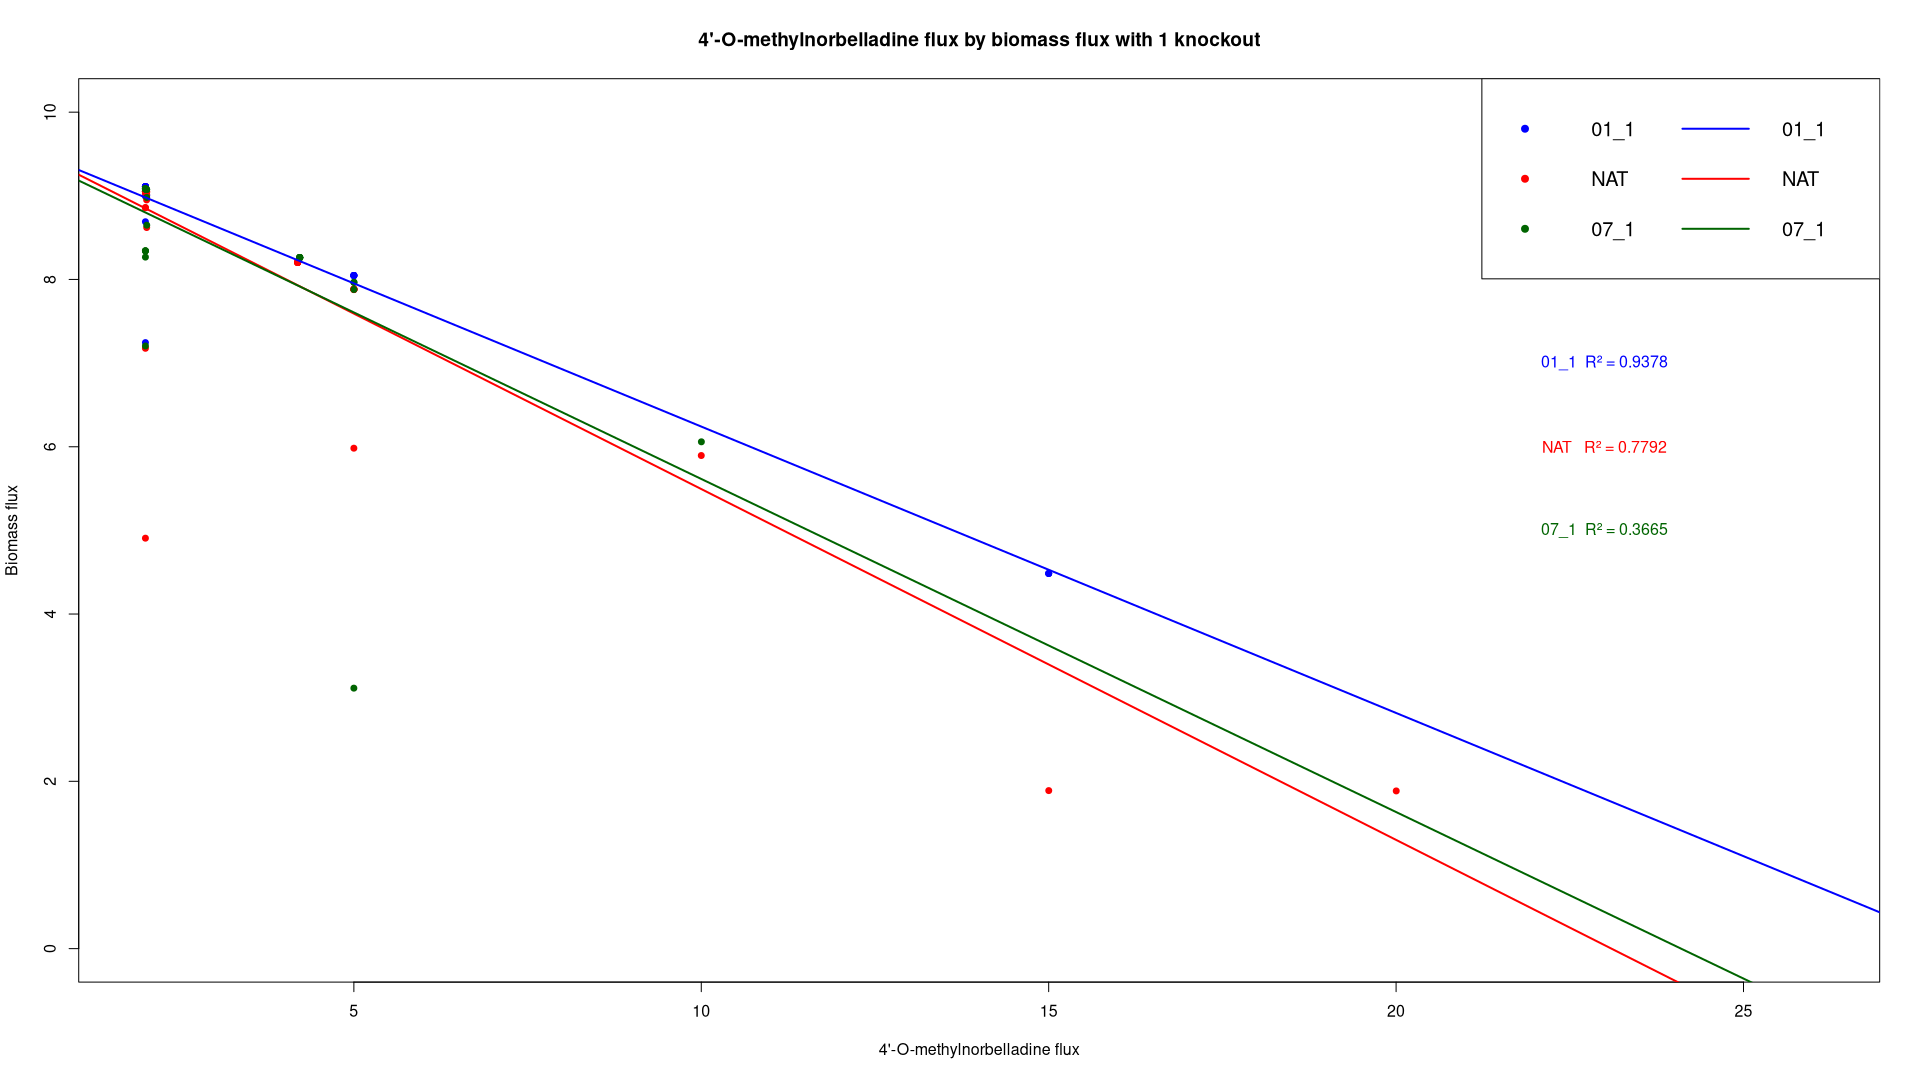 4'-O-methylnorbelladine flux by biomass flux with 1 knockout
01_1 01_1
NAT NAT
07_1 07_1
01_1 R² = 0.9378
NAT R² = 0.7792
07_1 R² = 0.3665
Biomass flux
10
8
6
4
2
0
5 10 15 20 25
4'-O-methylnorbelladine flux